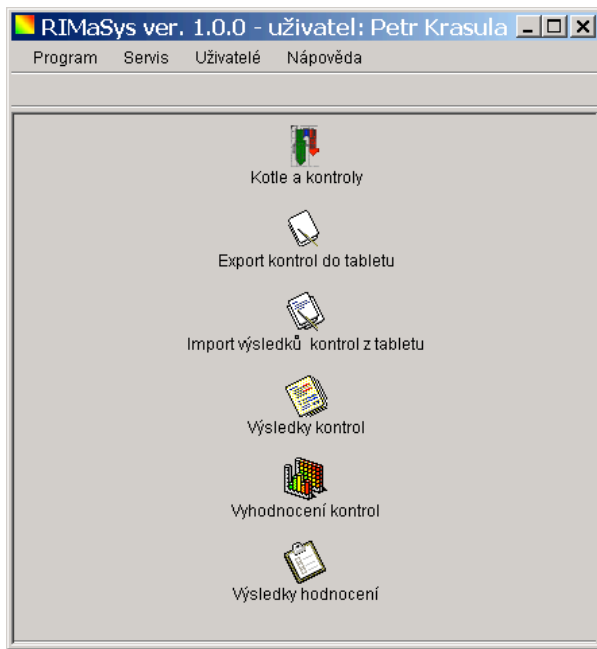 RIMaSys ver. 1.0.0 - uživatel: Petr Krasula
Program Servis Uživatelé Nápověda
Kotle a kontroly
Export kontrol do tabletu
Import výsledků kontrol z tabletu
Výsledky kontrol
Vyhodnocení kontrol
Výsledky hodnocení